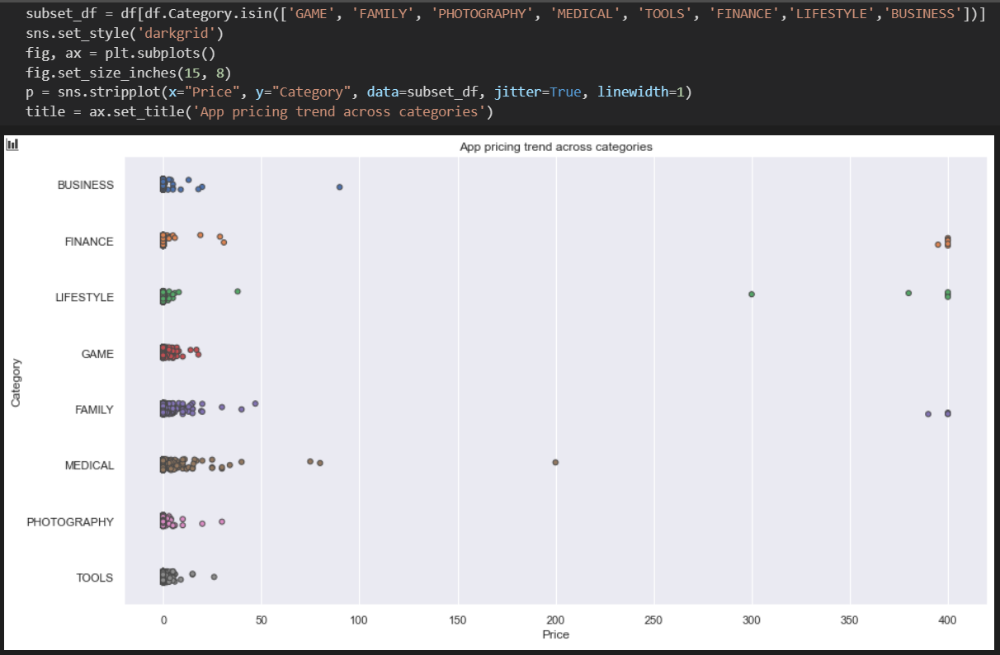 subset_df = df[df.Category.isin(['GAME', 'FAMILY', 'PHOTOGRAPHY', 'MEDICAL', 'TOOLS', 'FINANCE','LIFESTYLE','BUSINESS'])]
sns.set_style('darkgrid')
fig, ax = plt.subplots()
fig.set_size_inches(15, 8)
p = sns.stripplot(x="Price", y="Category", data=subset_df, jitter=True, linewidth=1)
title = ax.set_title('App pricing trend across categories')
App pricing trend across categories
BUSINESS
FINANCE
LIFESTYLE
GAME
Category
FAMILY
MEDICAL
PHOTOGRAPHY
TOOLS
0 50 100 150 200 250 300 350 400
Price